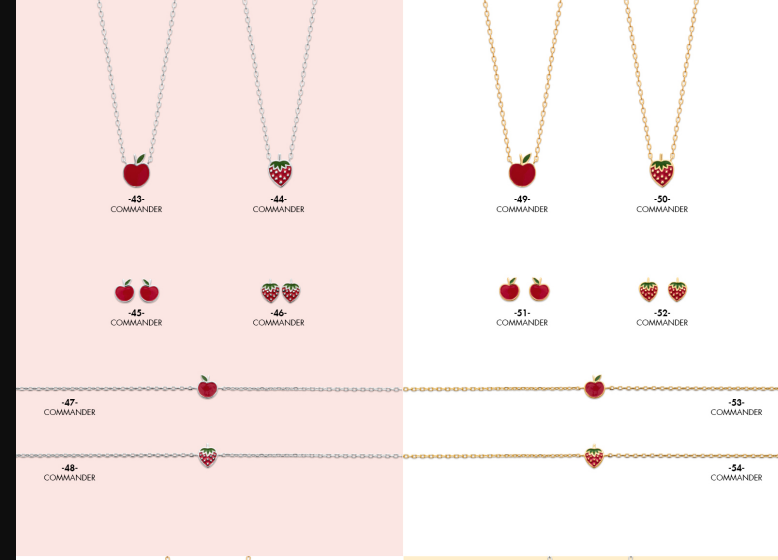 -43-
COMMANDER
-44-
COMMANDER
-49-
COMMANDER
-50-
COMMANDER
-45-
COMMANDER
-46-
COMMANDER
-51-
COMMANDER
-52-
COMMANDER
-47-
COMMANDER
-53-
COMMANDER
-48-
COMMANDER
-54-
COMMANDER